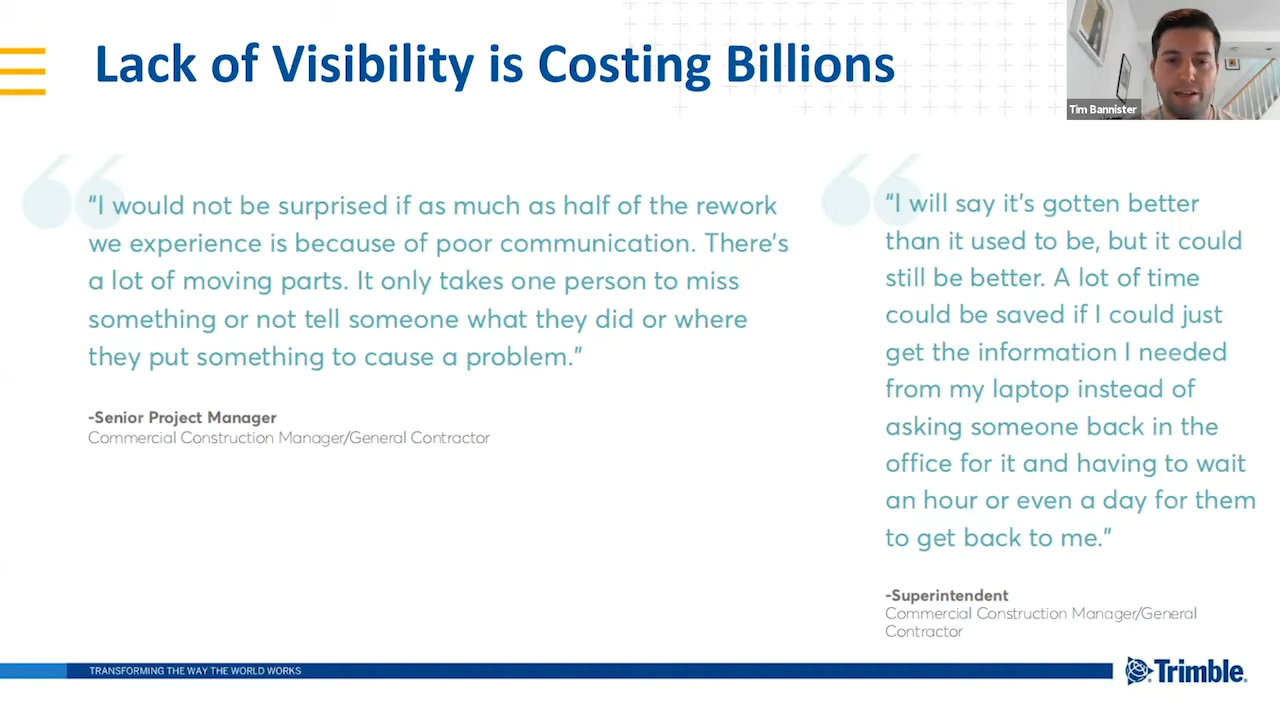 Lack of Visibility is Costing Billions
Tim Bannister
“I would not be surprised if as much as half of the rework
we experience is because of poor communication. There’s
a lot of moving parts. It only takes one person to miss
something or not tell someone what they did or where
they put something to cause a problem.”
-Senior Project Manager
Commercial Construction Manager/General Contractor
“I will say it’s gotten better
than it used to be, but it could
still be better. A lot of time
could be saved if I could just
get the information I needed
from my laptop instead of
asking someone back in the
office for it and having to wait
an hour or even a day for them
to get back to me.”
-Superintendent
Commercial Construction Manager/General
Contractor
TRANSFORMING THE WAY THE WORLD WORKS
Trimble